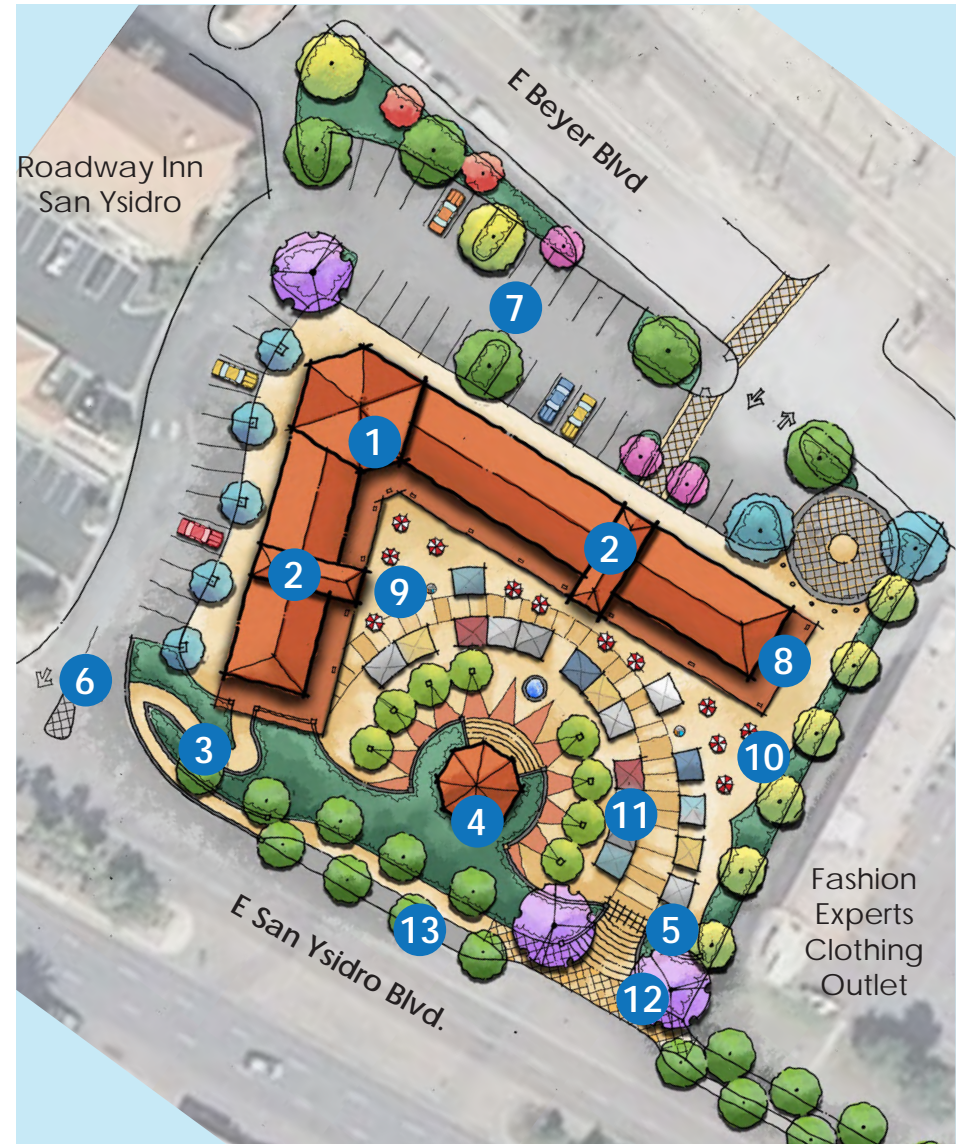 E Beyer Blvd
Roadway Inn
San Ysidro
7
1
2
2
9
8
6
3
10
4
11
Fashion
Experts
Clothing
Outlet
5
13
12
E San Ysidro Blvd.